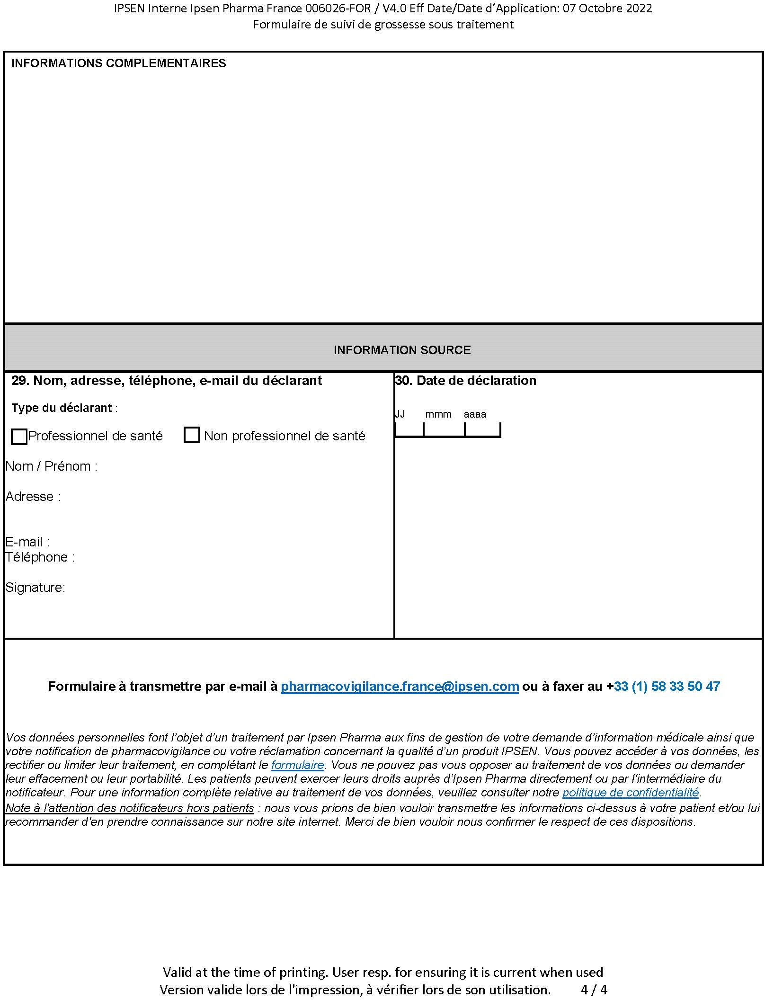 IPSEN Interne Ipsen Pharma France 006026-FOR / V4.0 Eff Date/Date d’Application: 07 Octobre 2022
Formulaire de suivi de grossesse sous traitement
INFORMATIONS COMPLEMENTAIRES
INFORMATION SOURCE
29. Nom, adresse, téléphone, e-mail du déclarant
Type du déclarant :
Professionnel de santé Non professionnel de santé
Nom / Prénom :
Adresse :
E-mail :
Téléphone :
Signature:
30. Date de déclaration
JJ mmm aaaa
Formulaire à transmettre par e-mail à pharmacovigilance.france@ipsen.com ou à faxer au +33 (1) 58 33 50 47
Vos données personnelles font l’objet d’un traitement par Ipsen Pharma aux fins de gestion de votre demande d’information médicale ainsi que
votre notification de pharmacovigilance ou votre réclamation concernant la qualité d’un produit IPSEN. Vous pouvez accéder à vos données, les
rectifier ou limiter leur traitement, en complétant le formulaire. Vous ne pouvez pas vous opposer au traitement de vos données ou demander
leur effacement ou leur portabilité. Les patients peuvent exercer leurs droits auprès d’Ipsen Pharma directement ou par l'intermédiaire du
notificateur. Pour une information complète relative au traitement de vos données, veuillez consulter notre politique de confidentialité.
Note à l'attention des notificateurs hors patients : nous vous prions de bien vouloir transmettre les informations ci-dessus à votre patient et/ou lui
recommander d'en prendre connaissance sur notre site internet. Merci de bien vouloir nous confirmer le respect de ces dispositions.
Valid at the time of printing. User resp. for ensuring it is current when used
Version valide lors de l'impression, à vérifier lors de son utilisation. 4 / 4